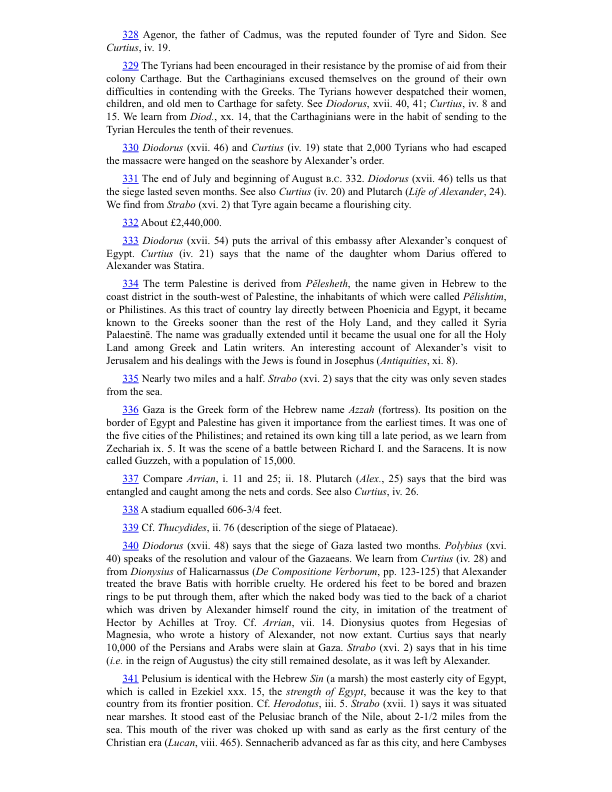 328 Agenor, the father of Cadmus, was the reputed founder of Tyre and Sidon. See
Curtius, iv. 19.
329 The Tyrians had been encouraged in their resistance by the promise of aid from their
colony Carthage. But the Carthaginians excused themselves on the ground of their own
difficulties in contending with the Greeks. The Tyrians however despatched their women,
children, and old men to Carthage for safety. See Diodorus, xvii. 40, 41; Curtius, iv. 8 and
15. We learn from Diod., xx. 14, that the Carthaginians were in the habit of sending to the
Tyrian Hercules the tenth of their revenues.
330 Diodorus (xvii. 46) and Curtius (iv. 19) state that 2,000 Tyrians who had escaped
the massacre were hanged on the seashore by Alexander’s order.
331 The end of July and beginning of August B.C. 332. Diodorus (xvii. 46) tells us that
the siege lasted seven months. See also Curtius (iv. 20) and Plutarch (Life of Alexander, 24).
We find from Strabo (xvi. 2) that Tyre again became a flourishing city.
332 About £2,440,000.
333 Diodorus (xvii. 54) puts the arrival of this embassy after Alexander’s conquest of
Egypt. Curtius (iv. 21) says that the name of the daughter whom Darius offered to
Alexander was Statira.
334 The term Palestine is derived from Pēlesheth, the name given in Hebrew to the
coast district in the south-west of Palestine, the inhabitants of which were called Pēlishtim,
or Philistines. As this tract of country lay directly between Phoenicia and Egypt, it became
known to the Greeks sooner than the rest of the Holy Land, and they called it Syria
Palaestinē. The name was gradually extended until it became the usual one for all the Holy
Land among Greek and Latin writers. An interesting account of Alexander’s visit to
Jerusalem and his dealings with the Jews is found in Josephus (Antiquities, xi. 8).
335 Nearly two miles and a half. Strabo (xvi. 2) says that the city was only seven stades
from the sea.
336 Gaza is the Greek form of the Hebrew name Azzah (fortress). Its position on the
border of Egypt and Palestine has given it importance from the earliest times. It was one of
the five cities of the Philistines; and retained its own king till a late period, as we learn from
Zechariah ix. 5. It was the scene of a battle between Richard I. and the Saracens. It is now
called Guzzeh, with a population of 15,000.
337 Compare Arrian, i. 11 and 25; ii. 18. Plutarch (Alex., 25) says that the bird was
entangled and caught among the nets and cords. See also Curtius, iv. 26.
338 A stadium equalled 606-3/4 feet.
339 Cf. Thucydides, ii. 76 (description of the siege of Plataeae).
340 Diodorus (xvii. 48) says that the siege of Gaza lasted two months. Polybius (xvi.
40) speaks of the resolution and valour of the Gazaeans. We learn from Curtius (iv. 28) and
from Dionysius of Halicarnassus (De Compositione Verborum, pp. 123-125) that Alexander
treated the brave Batis with horrible cruelty. He ordered his feet to be bored and brazen
rings to be put through them, after which the naked body was tied to the back of a chariot
which was driven by Alexander himself round the city, in imitation of the treatment of
Hector by Achilles at Troy. Cf. Arrian, vii. 14. Dionysius quotes from Hegesias of
Magnesia, who wrote a history of Alexander, not now extant. Curtius says that nearly
10,000 of the Persians and Arabs were slain at Gaza. Strabo (xvi. 2) says that in his time
(i.e. in the reign of Augustus) the city still remained desolate, as it was left by Alexander.
341 Pelusium is identical with the Hebrew Sin (a marsh) the most easterly city of Egypt,
which is called in Ezekiel xxx. 15, the strength of Egypt, because it was the key to that
country from its frontier position. Cf. Herodotus, iii. 5. Strabo (xvii. 1) says it was situated
near marshes. It stood east of the Pelusiac branch of the Nile, about 2-1/2 miles from the
sea. This mouth of the river was choked up with sand as early as the first century of the
Christian era (Lucan, viii. 465). Sennacherib advanced as far as this city, and here Cambyses